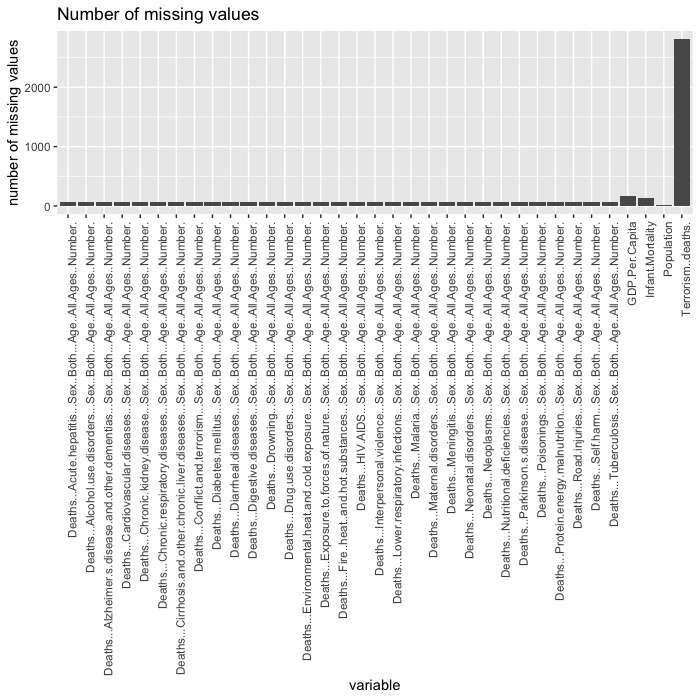 Number of missing values
number of missing values
2000
1000
0
Deaths...Acute.hepatitis...Sex..Both...Age..All.Ages..Number.
Deaths...Alcohol.use.disorders...Sex..Both...Age..All.Ages..Number.
Deaths...Alzheimer.s.disease.and.other.dementias...Sex..Both...Age..All.Ages..Number.
Deaths...Cardiovascular.diseases...Sex..Both...Age..All.Ages..Number.
Deaths...Chronic.kidney.disease...Sex..Both...Age..All.Ages..Number.
Deaths...Chronic.respiratory.diseases...Sex..Both...Age..All.Ages..Number.
Deaths...Cirrhosis.and.other.chronic.liver.diseases...Sex..Both...Age..All.Ages..Number.
Deaths...Conflict.and.terrorism...Sex..Both...Age..All.Ages..Number.
Deaths...Diabetes.mellitus...Sex..Both...Age..All.Ages..Number.
Deaths...Diarrheal.diseases...Sex..Both...Age..All.Ages..Number.
Deaths...Digestive.diseases...Sex..Both...Age..All.Ages..Number.
Deaths...Drowning...Sex..Both...Age..All.Ages..Number.
Deaths...Drug.use.disorders...Sex..Both...Age..All.Ages..Number.
Deaths...Environmental.heat.and.cold.exposure...Sex..Both...Age..All.Ages..Number.
Deaths...Exposure.to.forces.of.nature...Sex..Both...Age..All.Ages..Number.
Deaths...Fire..heat..and.hot.substances...Sex..Both...Age..All.Ages..Number.
Deaths...HIV.AIDS...Sex..Both...Age..All.Ages..Number.
Deaths...Interpersonal.violence...Sex..Both...Age..All.Ages..Number.
Deaths...Lower.respiratory.infections...Sex..Both...Age..All.Ages..Number.
Deaths...Malaria...Sex..Both...Age..All.Ages..Number.
Deaths...Maternal.disorders...Sex..Both...Age..All.Ages..Number.
Deaths...Meningitis...Sex..Both...Age..All.Ages..Number.
Deaths...Neonatal.disorders...Sex..Both...Age..All.Ages..Number.
Deaths...Neoplasms...Sex..Both...Age..All.Ages..Number.
Deaths...Nutritional.deficiencies...Sex..Both...Age..All.Ages..Number.
Deaths...Parkinson.s.disease...Sex..Both...Age..All.Ages..Number.
Deaths...Poisonings...Sex..Both...Age..All.Ages..Number.
Deaths...Protein.energy.malnutrition...Sex..Both...Age..All.Ages..Number.
Deaths...Road.injuries...Sex..Both...Age..All.Ages..Number.
Deaths...Self.harm...Sex..Both...Age..All.Ages..Number.
Deaths...Tuberculosis...Sex..Both...Age..All.Ages..Number.
GDP.Per.Capita
Infant.Mortality
Population
Terrorism..deaths.
variable